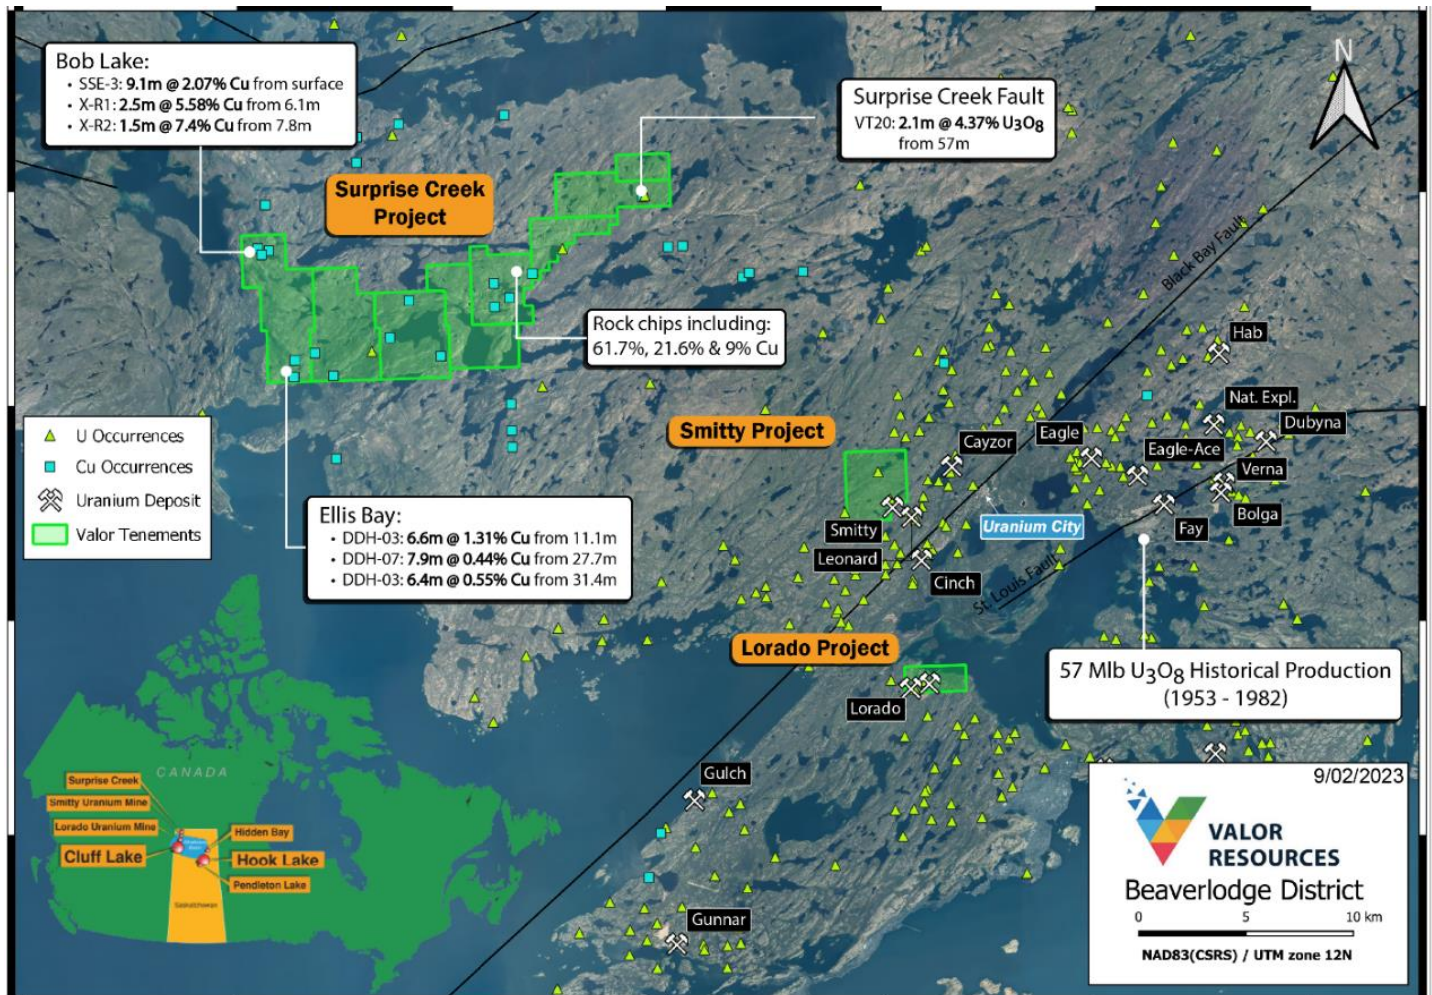 Bob Lake:
• SSE-3: 9.1m @ 2.07% Cu from surface
• X-R1: 2.5m @ 5.58% Cu from 6.1m
• X-R2: 1.5m @ 7.4% Cu from 7.8m
Surprise Creek Fault
VT20: 2.1m @ 4.37% U₃O₈
from 57m
N
Surprise Creek
Project
Black Bay Fault
Rock chips including:
61.7%, 21.6% & 9% Cu
Hab
Nat. Expl.
Dubyna
U Occurrences
Cu Occurrences
Uranium Deposit
Valor Tenements
Smitty Project
Cayzor
Eagle
Eagle-Ace
Verna
Bolga
Fay
Uranium City
Smitty
Leonard
Cinch
St. Louis Fault
Ellis Bay:
• DDH-03: 6.6m @ 1.31% Cu from 11.1m
• DDH-07: 7.9m @ 0.44% Cu from 27.7m
• DDH-03: 6.4m @ 0.55% Cu from 31.4m
Lorado Project
Lorado
57 Mlb U₃O₈ Historical Production
(1953 - 1982)
Gulch
Gunnar
CANADA
Surprise Creek
Smitty Uranium Mine
Lorado Uranium Mine
Cluff Lake
Hidden Bay
Hook Lake
Pendleton Lake
Saskatchewan
9/02/2023
VALOR
RESOURCES
Beaverlodge District
0 5 10 km
NAD83(CSRS) / UTM zone 12N